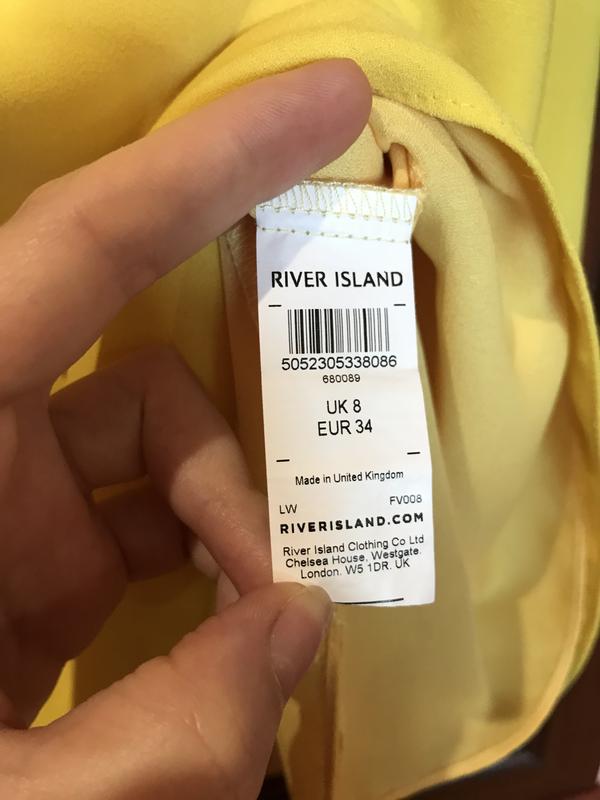 RIVER ISLAND
5052305338086
680089
UK 8
EUR 34
Made in United Kingdom
LW FV008
RIVERISLAND.COM
River Island Clothing Co Ltd
Chelsea House, Westgate.
London. W5 1DR. UK